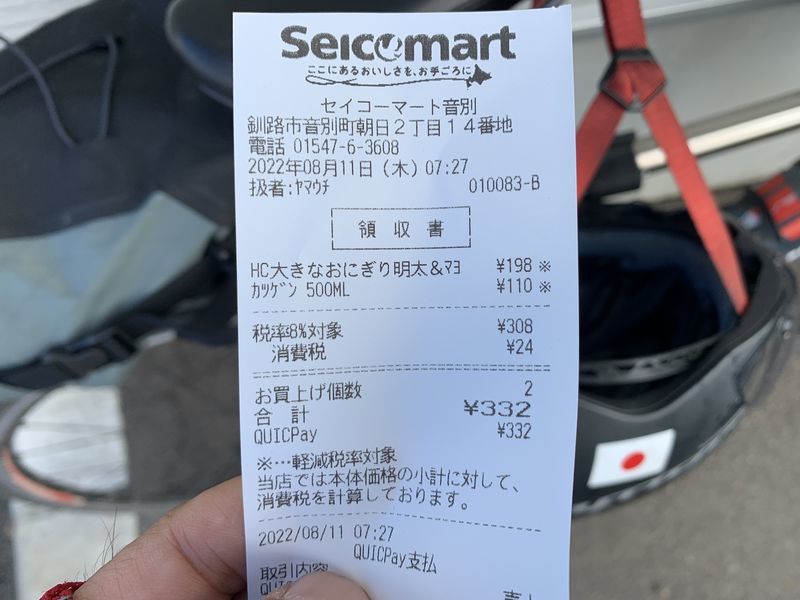 Seicomart
ここにあるおいしさを、お手ごろに
セイコーマート音別
釧路市音別町朝日2丁目14番地
電話 01547-6-3608
2022年08月11日(木) 07:27
扱者:ﾔﾏｳﾁ 010083-B
領収書
HC大きなおにぎり明太&ﾏﾖ ¥198 ※
ｶﾂｹﾞﾝ 500ML ¥110 ※
税率8%対象 ¥308
消費税 ¥24
お買上げ個数 2
合計 ¥332
QUICPay ¥332
※…軽減税率対象
当店では本体価格の小計に対して、
消費税を計算しております。
2022/08/11 07:27
QUICPay支払
取引内容